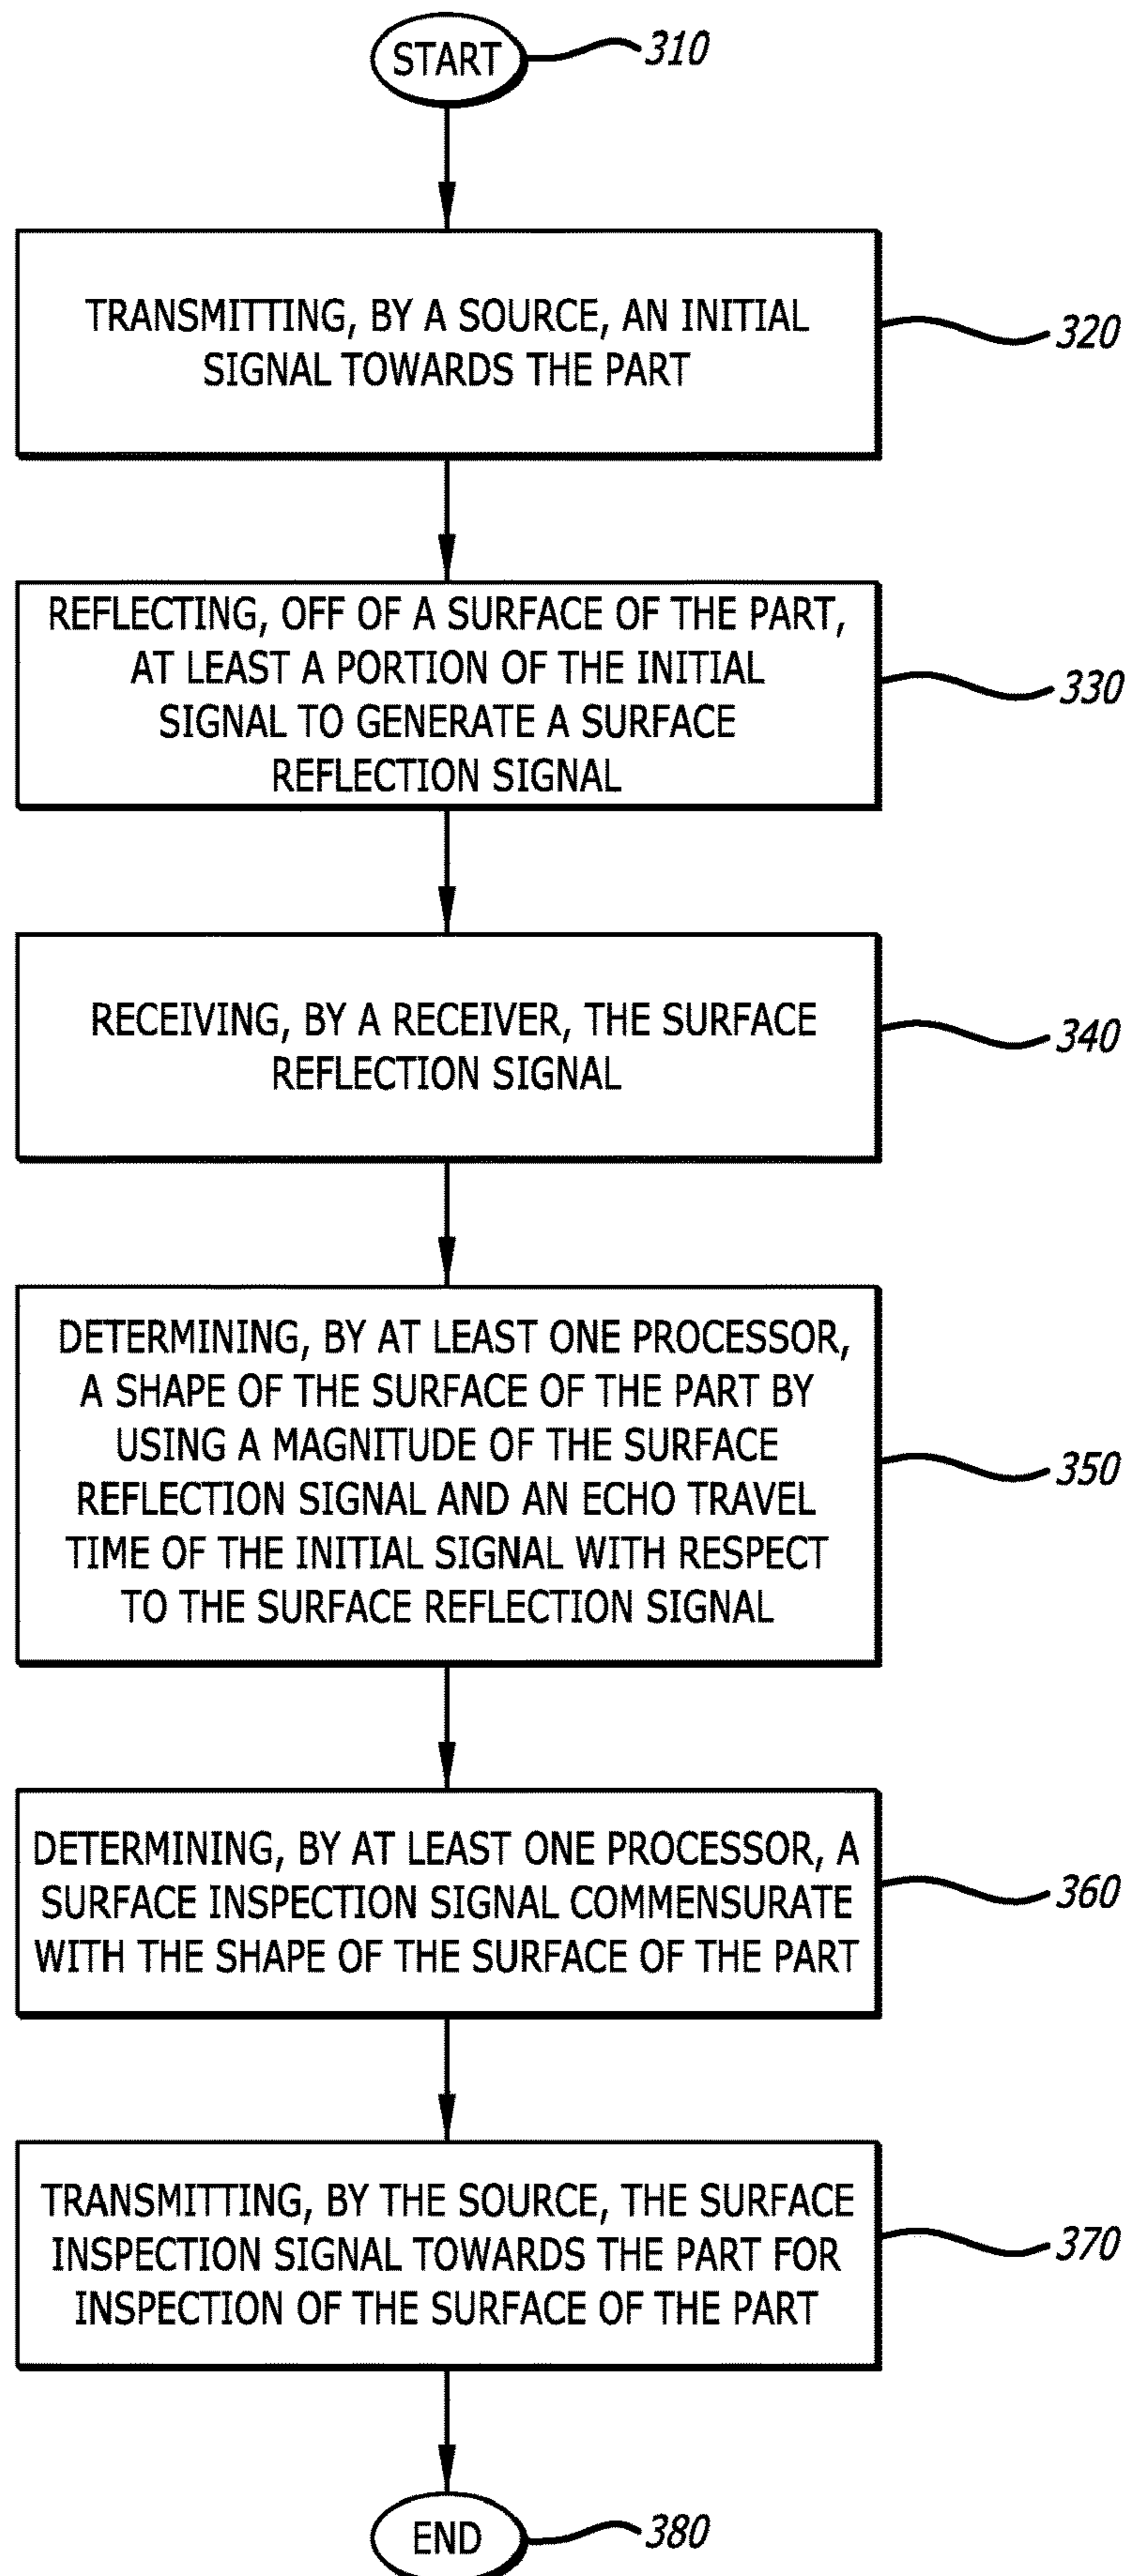 START
310
TRANSMITTING, BY A SOURCE, AN INITIAL
SIGNAL TOWARDS THE PART
320
REFLECTING, OFF OF A SURFACE OF THE PART,
AT LEAST A PORTION OF THE INITIAL
SIGNAL TO GENERATE A SURFACE
REFLECTION SIGNAL
330
RECEIVING, BY A RECEIVER, THE SURFACE
REFLECTION SIGNAL
340
DETERMINING, BY AT LEAST ONE PROCESSOR,
A SHAPE OF THE SURFACE OF THE PART BY
USING A MAGNITUDE OF THE SURFACE
REFLECTION SIGNAL AND AN ECHO TRAVEL
TIME OF THE INITIAL SIGNAL WITH RESPECT
TO THE SURFACE REFLECTION SIGNAL
350
DETERMINING, BY AT LEAST ONE PROCESSOR, A
SURFACE INSPECTION SIGNAL COMMENSURATE
WITH THE SHAPE OF THE SURFACE OF THE PART
360
TRANSMITTING, BY THE SOURCE, THE SURFACE
INSPECTION SIGNAL TOWARDS THE PART FOR
INSPECTION OF THE SURFACE OF THE PART
370
END
380